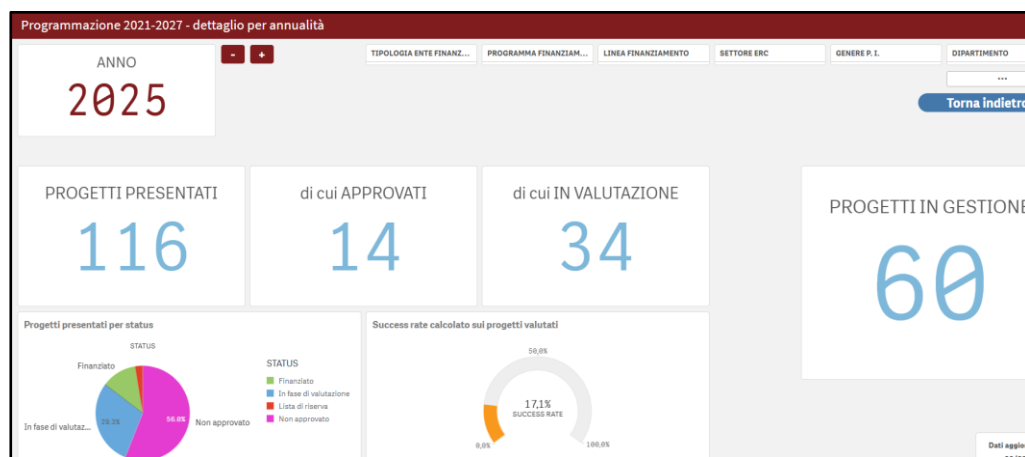 Programmazione 2021-2027 - dettaglio per annualità
ANNO
2025
-
+
TIPOLOGIA ENTE FINANZ...
PROGRAMMA FINANZIAM...
LINEA FINANZIAMENTO
SETTORE ERC
GENERE P. I.
DIPARTIMENTO
...
Torna indietro
PROGETTI PRESENTATI
116
di cui APPROVATI
14
di cui IN VALUTAZIONE
34
PROGETTI IN GESTIONE
60
Progetti presentati per status
STATUS
Finanziato
In fase di valutaz...
29.3%
56.0%
Non approvato
STATUS
Finanziato
In fase di valutazione
Lista di riserva
Non approvato
Success rate calcolato sui progetti valutati
50,0%
17,1%
SUCCESS RATE
0,0%
100,0%
Dati aggio